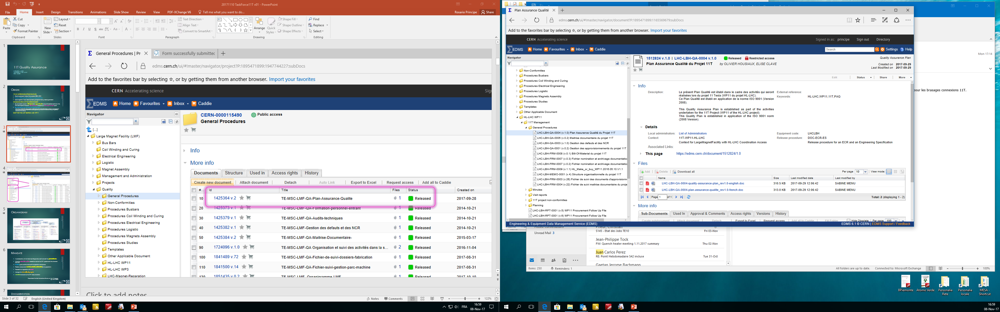 20171110 TaskForce11T v01 - PowerPoint
File Home Insert Design Transitions Animations Slide Show Review View PDF-XChange V6 Tell me what you want to do... Rosario Principe Share
Paste Cut Copy Format Painter Clipboard
New Slide Layout Reset Section Slides
Font
Text Direction Align Text Convert to SmartArt Paragraph
Arrange Quick Styles Shape Fill Shape Outline Shape Effects Drawing
Find Replace Select Editing
1
11T Quality Assurance
2
ORIGIN
3
4
5
ORGANIGRAM
6
MANDATE
7
DOCUMENTATION
General Procedures | Pr Form successfully submitted
edms.cern.ch/ui/#!master/navigator/project?P:1895471899:1947744227:subDocs
Add to the favorites bar by selecting ☆, or by getting them from another browser. Import your favorites
CERN Accelerating science
EDMS Home Favourites Inbox Caddie
Navigator
[...]
Large Magnet Facility (LMF)
Bus Bars
Coil Winding and Curing
Electrical Engineering
Logistic
Magnet Assembly
Management and Administration
Projects
Quality
General Procedures
Non-Conformities
Procedures Busbars
Procedures Coil Winding and Curing
Procedures Electrical Engineering
Procedures Logistic
Procedures Magnets Assembly
Procedures Studies
Templates
Other Applicable Document
HL-LHC WP11
HL-LHC WP3
LHC-Magnet-Reparation
CERN-0000115490 Public access
General Procedures
Info
More info
Documents Structure Used in Access rights History
Create new document Attach document Detach Auto Link Export to Excel Request access Add all to Caddie
#... Id Title Files Status Created on
10 1425364 v.2 TE-MSC-LMF-QA-Plan-Assurance-Qualite 1 Released 2017-09-28
20 1425373 v.1 TE-MSC-LMF-QA-Formation-personnel-entrant 1 Released 2014-10-21
30 1425379 v.1 TE-MSC-LMF-QA-Audits-techniques 1 Released 2014-10-21
40 1425382 v.1 TE-MSC-LMF-QA-Gestion des defauts et des NCR 1 Released 2014-10-21
50 1425384 v.2 TE-MSC-LMF-QA-Maitrise-Documentaire- 1 Released 2015-03-17
90 1724096 v.1.0 TE-MSC-LMF-QA Organisation et suivi des activités dans la s... 2 Released 2016-11-04
100 1841489 v.72 TE-MSC-LMF-QA-Fichier-de-suivi-dossiers-fabrication 1 Released 2017-08-31
110 1841500 v.14 TE-MSC-LMF-QA-Fichier-suivi-gestion-parc-machine 1 Released 2017-08-31
130 1851435 v.0.2 TE-MSC-LMF_Organigramme LMF 1 Released 2017-10-10
Click to add notes
Slide 3 of 32 English (United Kingdom) Notes Comments 122%
FRA 16:59
08-Nov-17
Plan Assurance Qualité
edms.cern.ch/ui/#!master/navigator/document?P:1895471899:1165569679:subDocs
Add to the favorites bar by selecting ☆, or by getting them from another browser. Import your favorites
CERN Accelerating science Signed in as: principe Sign out Directory
EDMS Home Favourites Inbox Caddie Search Settings Help
Navigator
Non-Conformities
Procedures Busbars
Procedures Coil Winding and Curing
Procedures Electrical Engineering
Procedures Logistic
Procedures Magnets Assembly
Procedures Studies
Templates
Other Applicable Document
HL-LHC WP11
11T Management
General Procedures
LHC-LBH-QA-0004 (v.1.0) Plan Assurance Qualité du Projet 11T
LHC-LBH-QA-0005 (v.0.2) Maitrise documentaire du projet 11T
LHC-LBH-QA-0003 (v.1.0) Gestion des defauts et des NCR
LHC-LBH-QA-0001 (v.0.2) Gestion des approvisionnements du projet 11T
LHC-LBH-FRM-0008 (v.0.1) Bill-Of-Material du projet 11T
LHC-LBH-FRM-0007 (v.0.3) Fichier nomination et archivage documentation
LHC-LBH-FRM-0007 (v.0.2) Fichier nomination et archivage documentation
LHC-LBH-FRM-0009 (v.1.1) HL_Make_or_buy_WP11.2016.06.10.V1.1
LHC-LBH-MEMO-0001 (v.4) Structure organisationnelle du projet 11T
LHC-LBH-FRM-0003 (v.26) Fichier de suivi des documents d'approvisionn
LHC-LBH-FRM-0004 (v.22) Fichier de suivi maitrise documentaire du proje
Minutes
Visit reports
11T project non-conformities
Planning
LHC-LBH-RPT-0001 (v.5) WP11 Procurement Follow Up File
LHC-LBH-RPT-0001 (v.6) WP11 Procurement Follow Up File
1512824 v.1.0 | LHC-LBH-QA-0004 v.1.0 Released Restricted access Quality Assurance Plan
Plan Assurance Qualité du Projet 11T by OLIVIER HOUSIAUX, ELISE CLAVE
Created on 2017-09-29
Last Modified on 2017-09-29
Edit Status Share More
Info
Description: Le présent Plan Qualité est établi dans le cadre des activités qui seront réalisées lors du projet 11 Tesla (WP11 du projet HL-LHC).
Ce Plan Qualité est établi en application de la norme ISO 9001 (Version 2008).
This Quality Assurance Plan is established as part of the activities undertaken for the 11T Project (WP11 of the HL-LHC project).
This Quality Plan is established in application of the ISO 9001 norm (2008 Version).
External reference:
Keywords: HL-LHC,WP11,11T,PAQ
Details
Local administrators: List of Administrators Equipment code: LHCLBH
Context: 11T-WP11-HL-LHC Release procedure: DOC-ECR-ES
Context for LargeMagnetFacility with HL-LHC Coordination Access Release procedure for an ECR and an Engineering Specification
Associated Links:
This page https://edms.cern.ch/document/1512824/1.0
Files
Add Delete Download all Per page 10 View mode:
Name Size Last modified date Last modified by
LHC-LBH-QA-0004-quality-assurance-plan_rev1.0-english.doc 310.5 KB 2017-09-29 12:06:42 SABINE MENU
LHC-LBH-QA-0004-plan-assurance-qualite_rev1.0-french.doc 313.0 KB 2017-09-29 12:06:42 SABINE MENU
Page 1 of 1 Total: 2 (displaying 1 - 2)
More info
Sub-Documents Used In Approval & Comments Access rights Versions History
Create subdocument Attach document Detach Export to Excel Request access Add all to Caddie Fill Folder Hide Obsolete Per page 100
Engineering & Equipment Data Management Service (EDMS) EDMS 6.1 © CERN | EDMS Support / Feedback
Mon 17:14
pour les brasages connexions 11T.
Unread Mail 3
S145 - Etat des Jobs TE10 Fri 03-Nov
Jean-Philippe Tock
FW: Quench heater meeting 1.11.2017 summary Thu 02-Nov
Juan Carlos Perez
RE: Point Hebdomadaire S42 incluse Tue 31-Oct
Gaetan Jerome Bachmann
Items: 250 Reminders: 1 All folders are up to date. Connected to: Microsoft Exchange 100%
BPiemonte
Atomo Verde
Personalia Rete
Personalia locale
MESA - Shortcut
16:59
08-Nov-17